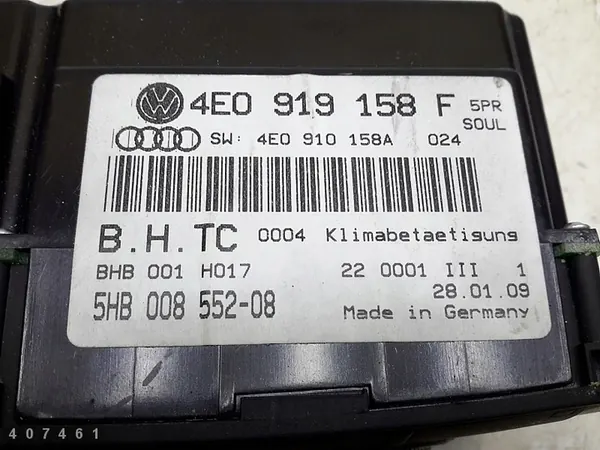 4E0 919 158 F 5PR
SOUL
SW: 4E0 910 158A 024
B.H.TC 0004 Klimabetaetisung
BHB 001 H017 22 0001 III 1
5HB 008 552-08 28.01.09
Made in Germany
407461